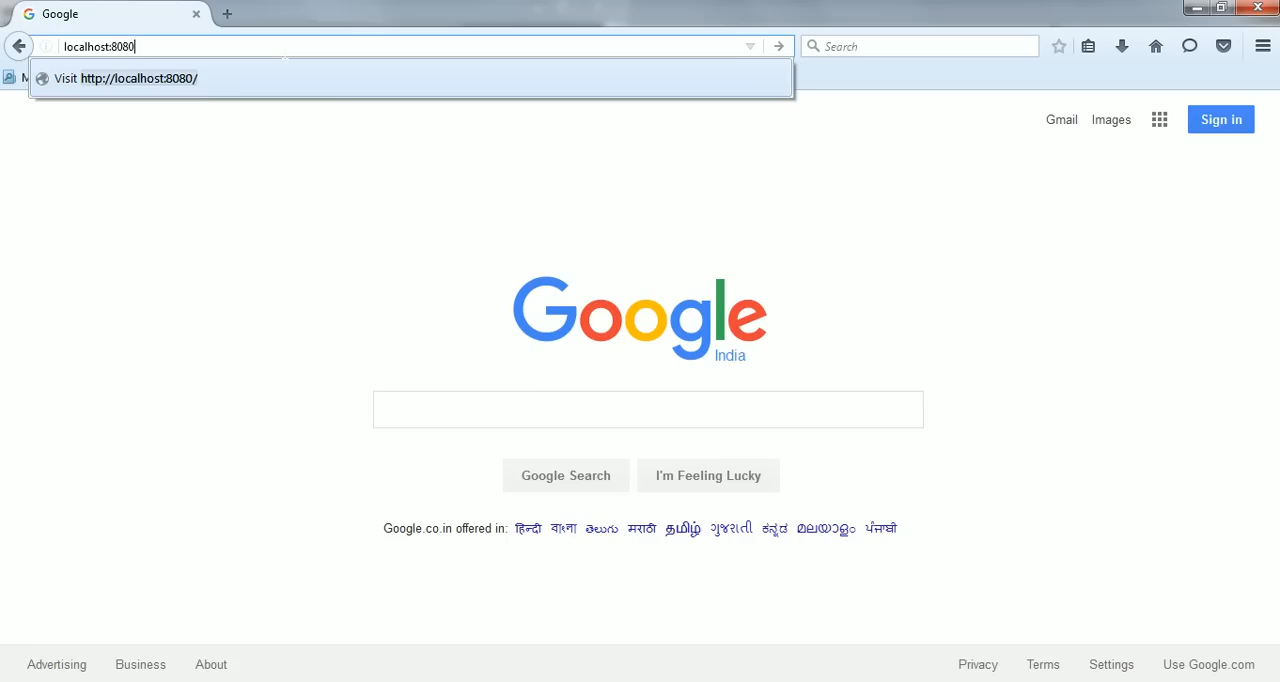 Google
localhost:8080
Search
Visit http://localhost:8080/
Gmail Images Sign in
Google
India
Google Search I'm Feeling Lucky
Google.co.in offered in: हिन्दी বাংলা తెలుగు मराठी தமிழ் ગુજરાતી ಕನ್ನಡ മലയാളം ਪੰਜਾਬੀ
Advertising Business About Privacy Terms Settings Use Google.com